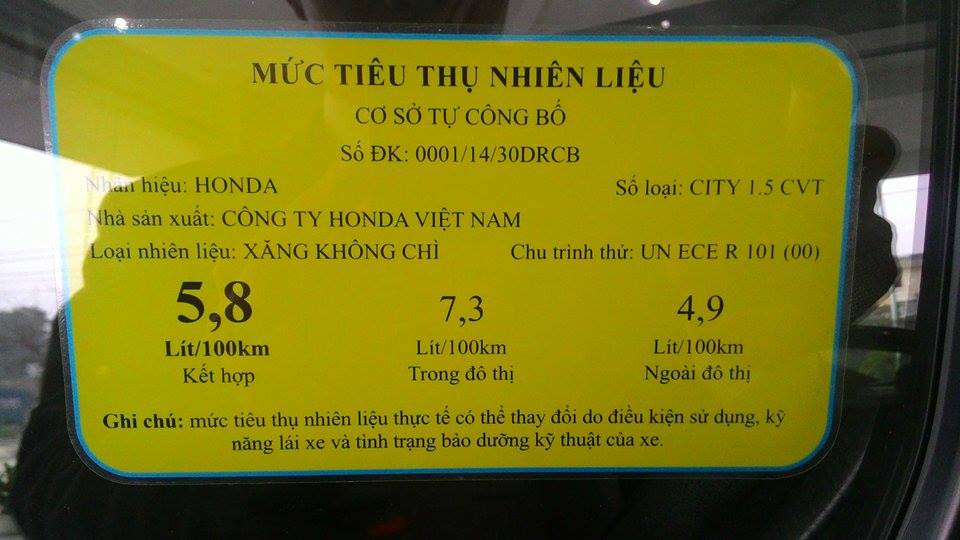 MỨC TIÊU THỤ NHIÊN LIỆU
CƠ SỞ TỰ CÔNG BỐ
Số ĐK: 0001/14/30DRCB
Nhãn hiệu: HONDA Số loại: CITY 1.5 CVT
Nhà sản xuất: CÔNG TY HONDA VIỆT NAM
Loại nhiên liệu: XĂNG KHÔNG CHÌ Chu trình thử: UN ECE R 101 (00)
5,8 7,3 4,9
Lít/100km Lít/100km Lít/100km
Kết hợp Trong đô thị Ngoài đô thị
Ghi chú: mức tiêu thụ nhiên liệu thực tế có thể thay đổi do điều kiện sử dụng, kỹ
năng lái xe và tình trạng bảo dưỡng kỹ thuật của xe.